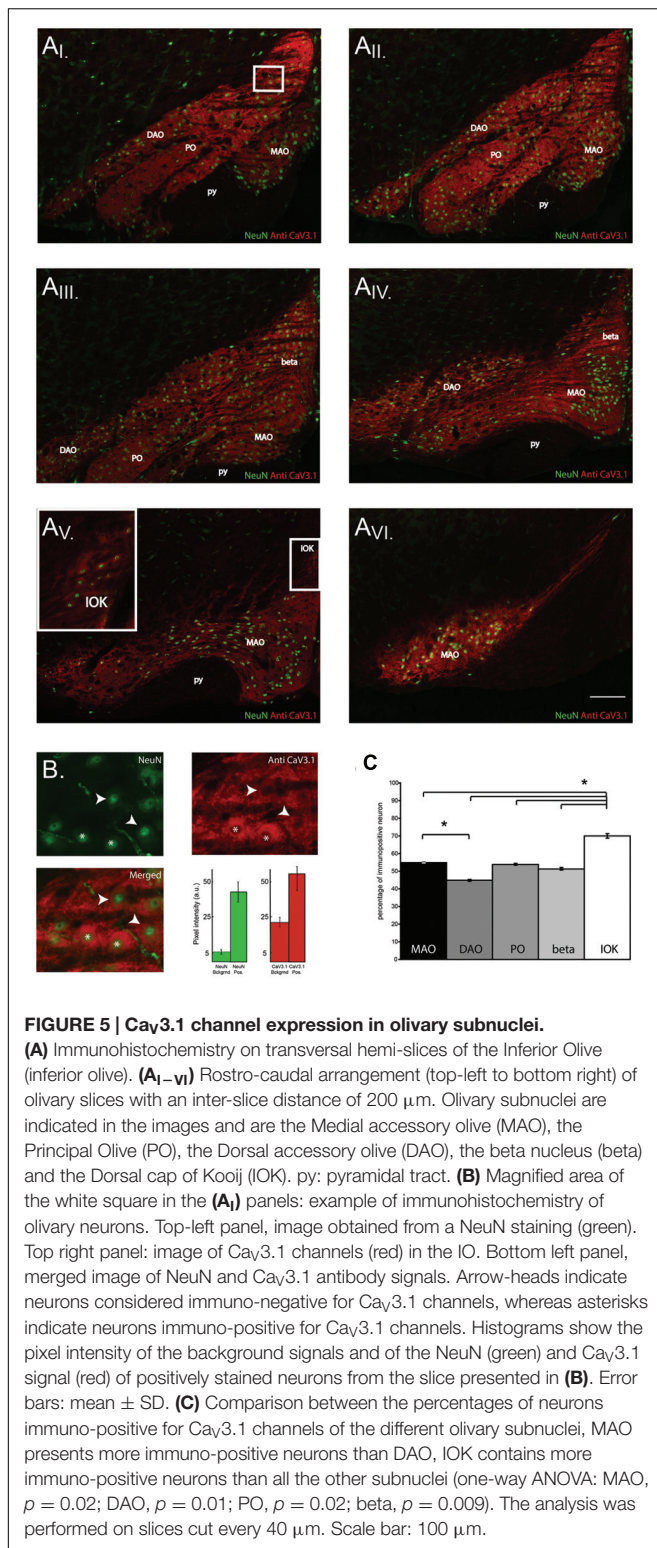 AI.
DAO
PO
MAO
py
NeuN Anti CaV3.1
AII.
DAO
PO
MAO
py
NeuN Anti CaV3.1
AIII.
beta
DAO
PO
MAO
py
NeuN Anti CaV3.1
AIV.
beta
DAO
MAO
py
NeuN Anti CaV3.1
AV.
IOK
IOK
MAO
py
NeuN Anti CaV3.1
AVI.
MAO
NeuN Anti CaV3.1
B.
NeuN
* *
Anti CaV3.1
* *
Merged
* *
Pixel intensity (a.u.)
50
25
5
NeuN Bckgrnd
NeuN Pos.
50
25
5
CaV3.1 Bckgrnd
CaV3.1 Pos.
C
percentage of immunopositive neuron
100
90
80
70
60
50
40
30
20
10
0
*
*
MAO
DAO
PO
beta
IOK
FIGURE 5 | CaV3.1 channel expression in olivary subnuclei.
(A) Immunohistochemistry on transversal hemi-slices of the Inferior Olive
(inferior olive). (AI–VI) Rostro-caudal arrangement (top-left to bottom right) of
olivary slices with an inter-slice distance of 200 μm. Olivary subnuclei are
indicated in the images and are the Medial accessory olive (MAO), the
Principal Olive (PO), the Dorsal accessory olive (DAO), the beta nucleus (beta)
and the Dorsal cap of Kooij (IOK). py: pyramidal tract. (B) Magnified area of
the white square in the (AI) panels: example of immunohistochemistry of
olivary neurons. Top-left panel, image obtained from a NeuN staining (green).
Top right panel: image of CaV3.1 channels (red) in the IO. Bottom left panel,
merged image of NeuN and CaV3.1 antibody signals. Arrow-heads indicate
neurons considered immuno-negative for CaV3.1 channels, whereas asterisks
indicate neurons immuno-positive for CaV3.1 channels. Histograms show the
pixel intensity of the background signals and of the NeuN (green) and CaV3.1
signal (red) of positively stained neurons from the slice presented in (B). Error
bars: mean ± SD. (C) Comparison between the percentages of neurons
immuno-positive for CaV3.1 channels of the different olivary subnuclei, MAO
presents more immuno-positive neurons than DAO, IOK contains more
immuno-positive neurons than all the other subnuclei (one-way ANOVA: MAO,
p = 0.02; DAO, p = 0.01; PO, p = 0.02; beta, p = 0.009). The analysis was
performed on slices cut every 40 μm. Scale bar: 100 μm.